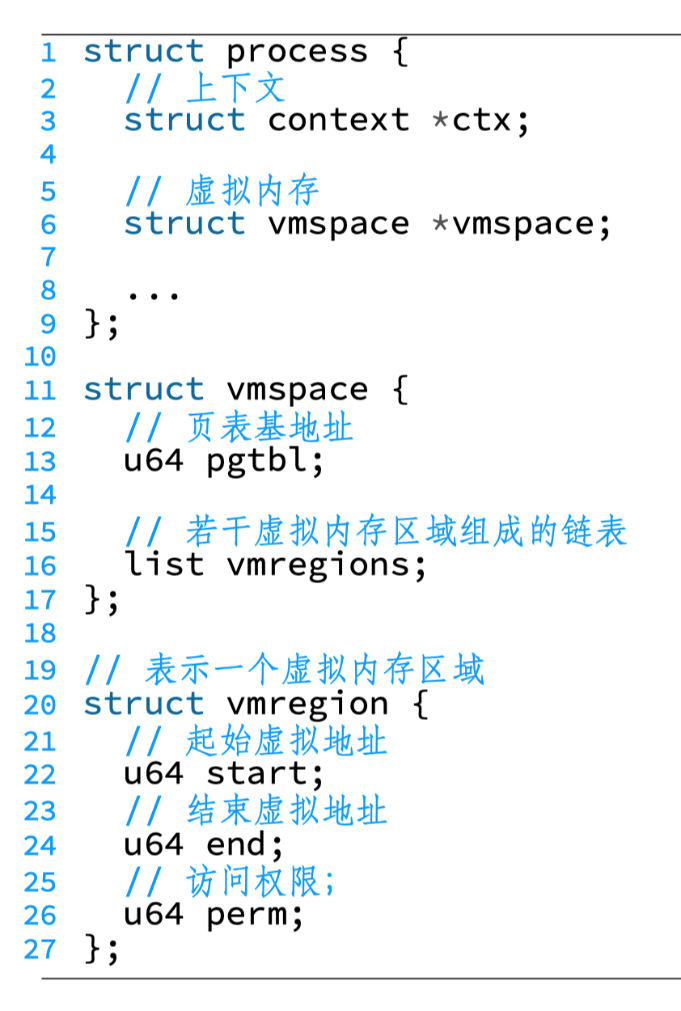 1 struct process {
2   // 上下文
3   struct context *ctx;
4
5   // 虚拟内存
6   struct vmspace *vmspace;
7
8   ...
9 };
10
11 struct vmspace {
12   // 页表基地址
13   u64 pgtbl;
14
15   // 若干虚拟内存区域组成的链表
16   list vmregions;
17 };
18
19 // 表示一个虚拟内存区域
20 struct vmregion {
21   // 起始虚拟地址
22   u64 start;
23   // 结束虚拟地址
24   u64 end;
25   // 访问权限;
26   u64 perm;
27 };